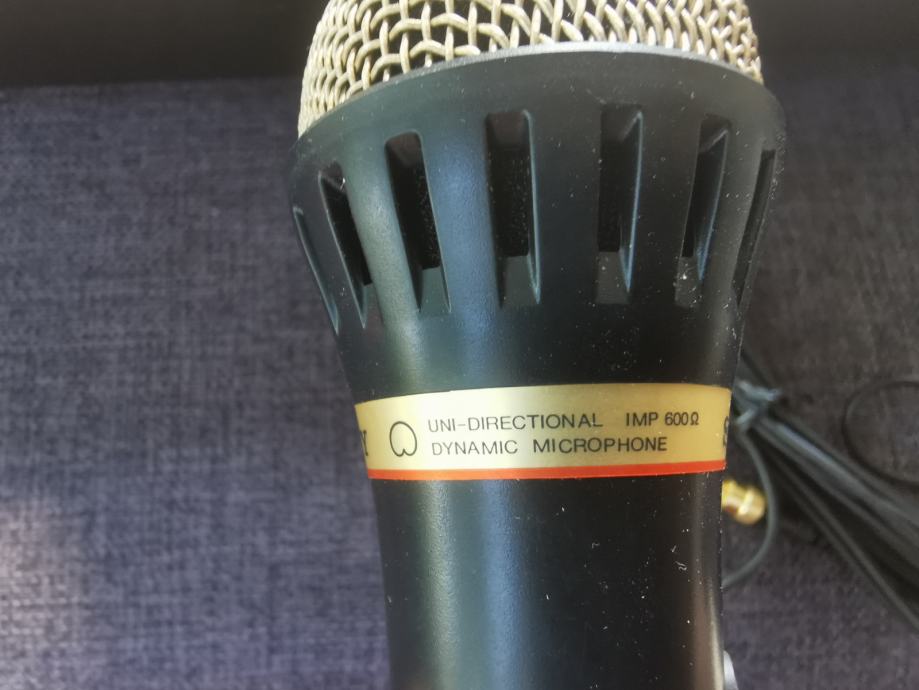 UNI-DIRECTIONAL IMP 600Ω
DYNAMIC MICROPHONE